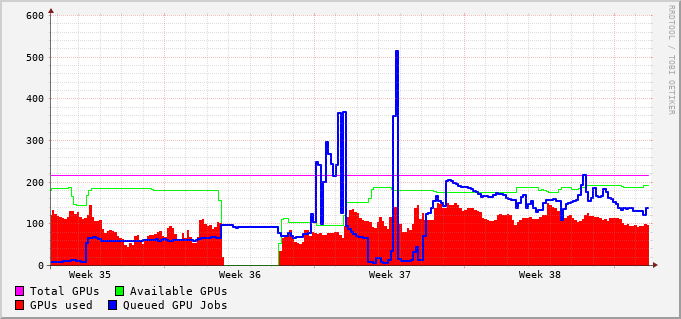 600
500
400
300
200
100
0
Week 35 Week 36 Week 37 Week 38
Total GPUs Available GPUs
GPUs used Queued GPU Jobs
RRDTOOL / TOBI OETIKER